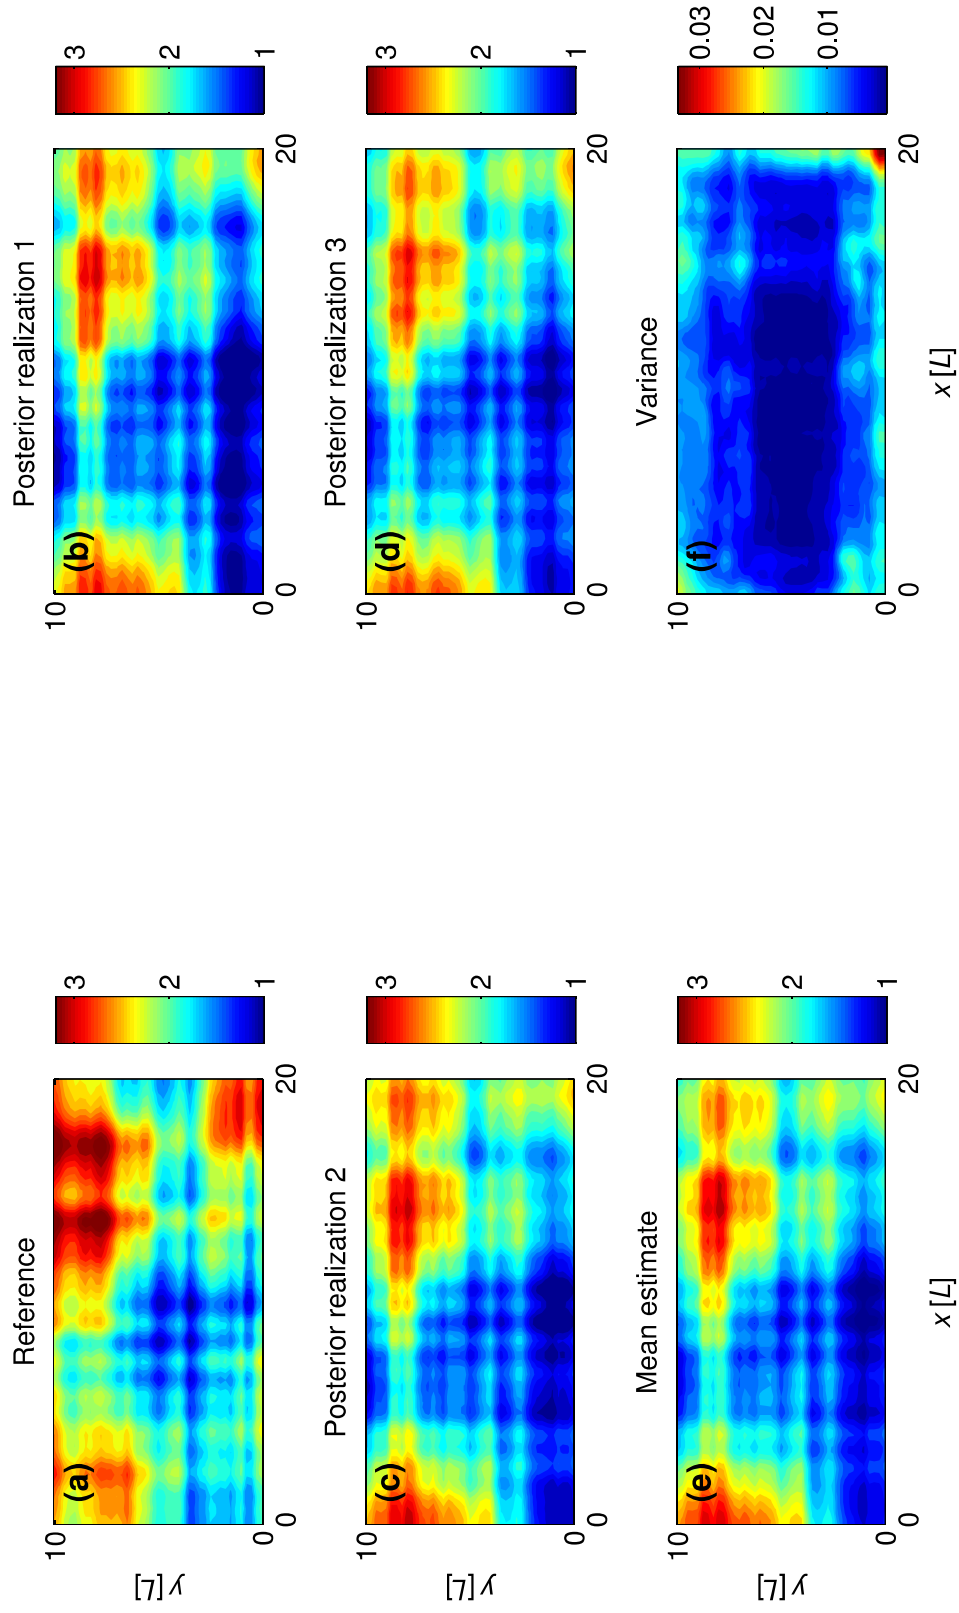 Reference
(a)
10
0
0
20
y [L]
3
2
1
Posterior realization 1
(b)
10
0
0
20
3
2
1
Posterior realization 2
(c)
10
0
0
20
y [L]
3
2
1
Posterior realization 3
(d)
10
0
0
20
3
2
1
Mean estimate
(e)
10
0
0
20
y [L]
x [L]
3
2
1
Variance
(f)
10
0
0
20
x [L]
0.03
0.02
0.01